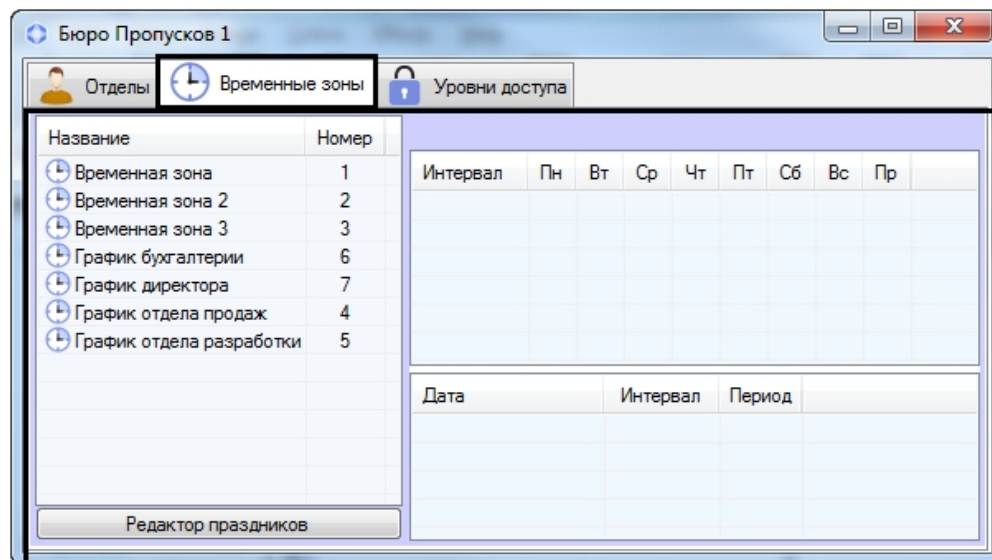 Бюро Пропусков 1
Отделы Временные зоны Уровни доступа
Название Номер
Временная зона 1
Временная зона 2 2
Временная зона 3 3
График бухгалтерии 6
График директора 7
График отдела продаж 4
График отдела разработки 5
Редактор праздников
Интервал Пн Вт Ср Чт Пт Сб Вс Пр
Дата Интервал Период